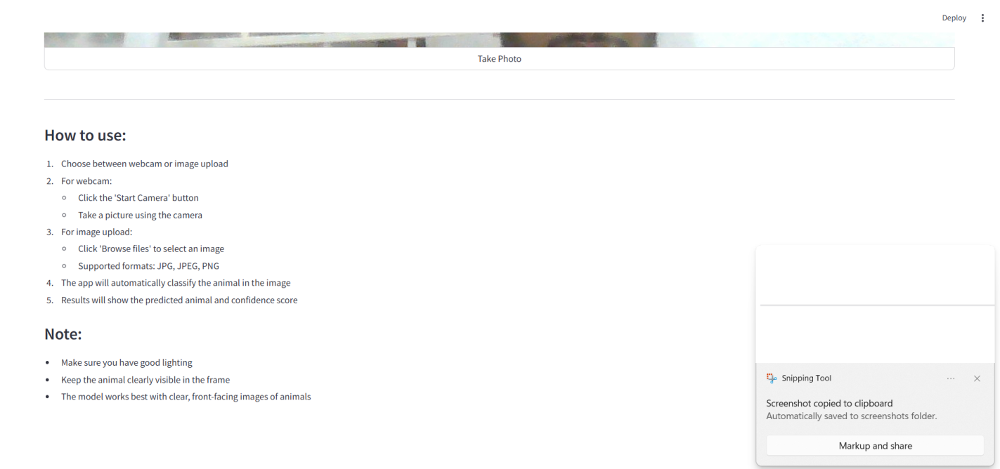 Deploy
Take Photo
How to use:
1. Choose between webcam or image upload
2. For webcam:
Click the 'Start Camera' button
Take a picture using the camera
3. For image upload:
Click 'Browse files' to select an image
Supported formats: JPG, JPEG, PNG
4. The app will automatically classify the animal in the image
5. Results will show the predicted animal and confidence score
Note:
• Make sure you have good lighting
• Keep the animal clearly visible in the frame
• The model works best with clear, front-facing images of animals
Snipping Tool
Screenshot copied to clipboard
Automatically saved to screenshots folder.
Markup and share